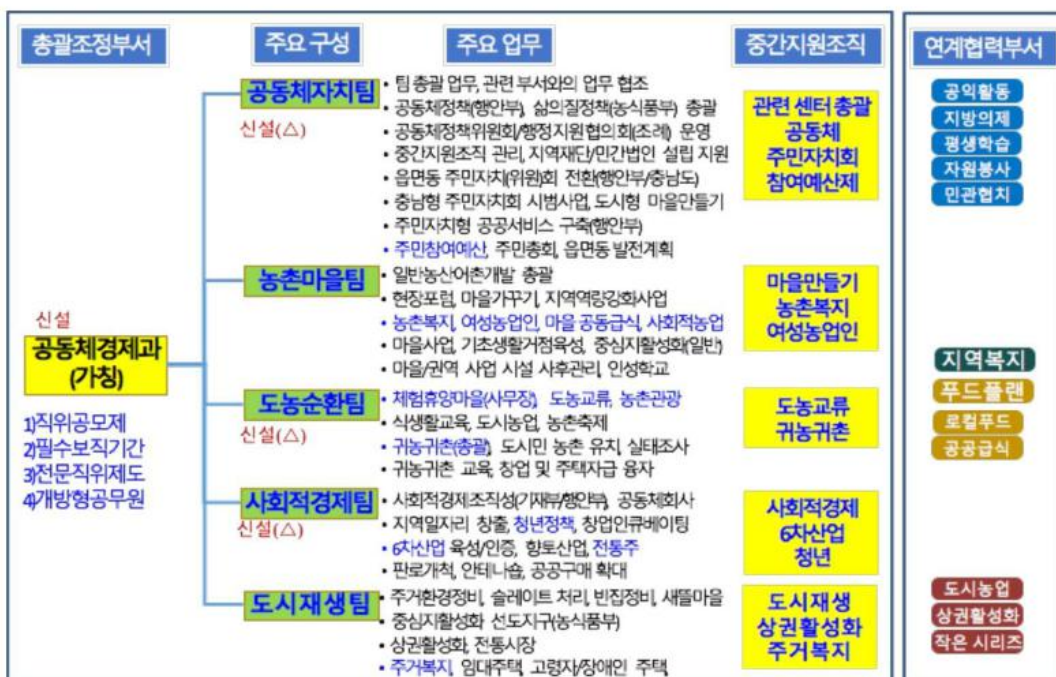 총괄조정부서
주요 구성
주요 업무
중간지원조직
연계협력부서
신설
공동체경제과
(가칭)
1)직위공모제
2)필수보직기간
3)전문직위제도
4)개방형공무원
공동체자치팀
신설(△)
• 팀 총괄 업무, 관련 부서와의 업무 협조
• 공동체정책(행안부), 삶의질정책(농식품부) 총괄
• 공동체정책위원회/행정지원협의회(조례) 운영
• 중간지원조직 관리, 지역재단/민간법인 설립 지원
• 읍면동 주민자치(위원)회 전환(행안부/충남도)
• 충남형 주민자치회 시범사업, 도시형 마을만들기
• 주민자치형 공공서비스 구축(행안부)
• 주민참여예산, 주민총회, 읍면동 발전계획
관련 센터 총괄
공동체
주민자치회
참여예산제
농촌마을팀
• 일반농산어촌개발 총괄
• 현장포럼, 마을가꾸기, 지역역량강화사업
• 농촌복지, 여성농업인, 마을 공동급식, 사회적농업
• 마을사업, 기초생활거점육성, 중심지활성화(일반)
• 마을/권역 사업 시설 사후관리, 인성학교
마을만들기
농촌복지
여성농업인
도농순환팀
신설(△)
• 체험휴양마을(사무장), 도농교류, 농촌관광
• 식생활교육, 도시농업, 농촌축제
• 귀농귀촌(총괄), 도시민 농촌 유치, 실태조사
• 귀농귀촌 교육, 창업 및 주택자급 융자
도농교류
귀농귀촌
사회적경제팀
신설(△)
• 사회적경제조직성(기재부/행안부), 공동체회사
• 지역일자리 창출, 청년정책, 창업인큐베이팅
• 6차산업 육성/인증, 향토산업, 전통주
• 판로개척, 안테나숍, 공공구매 확대
사회적경제
6차산업
청년
도시재생팀
• 주거환경정비, 슬레이트 처리, 빈집정비, 새뜰마을
• 중심지활성화 선도지구(농식품부)
• 상권활성화, 전통시장
• 주거복지, 임대주택, 고령자/장애인 주택
도시재생
상권활성화
주거복지
공익활동
지방의제
평생학습
자원봉사
민관협치
지역복지
푸드플랜
로컬푸드
공공급식
도시농업
상권활성화
작은 시리즈